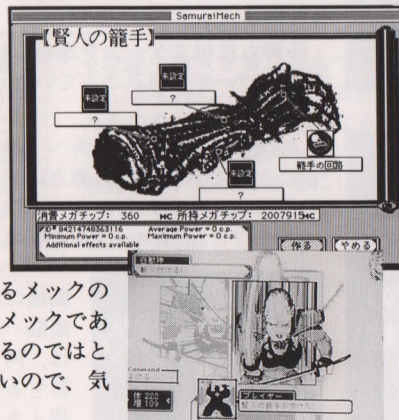 SamuraiMech
【賢人の籠手】
未設定
?
未設定
?
未設定
?
籠手の回路
消費メガチップ: 360 MC 所持メガチップ: 2007915MC
ID# 84214748363116 Average Power = 0 c.p.
Minimum Power = 0 c.p. Maximum Power = 0 c.p.
Additional effects available
作る やめる
るメックの
メックであ
るのではと
いので、気
Command
プレイヤー